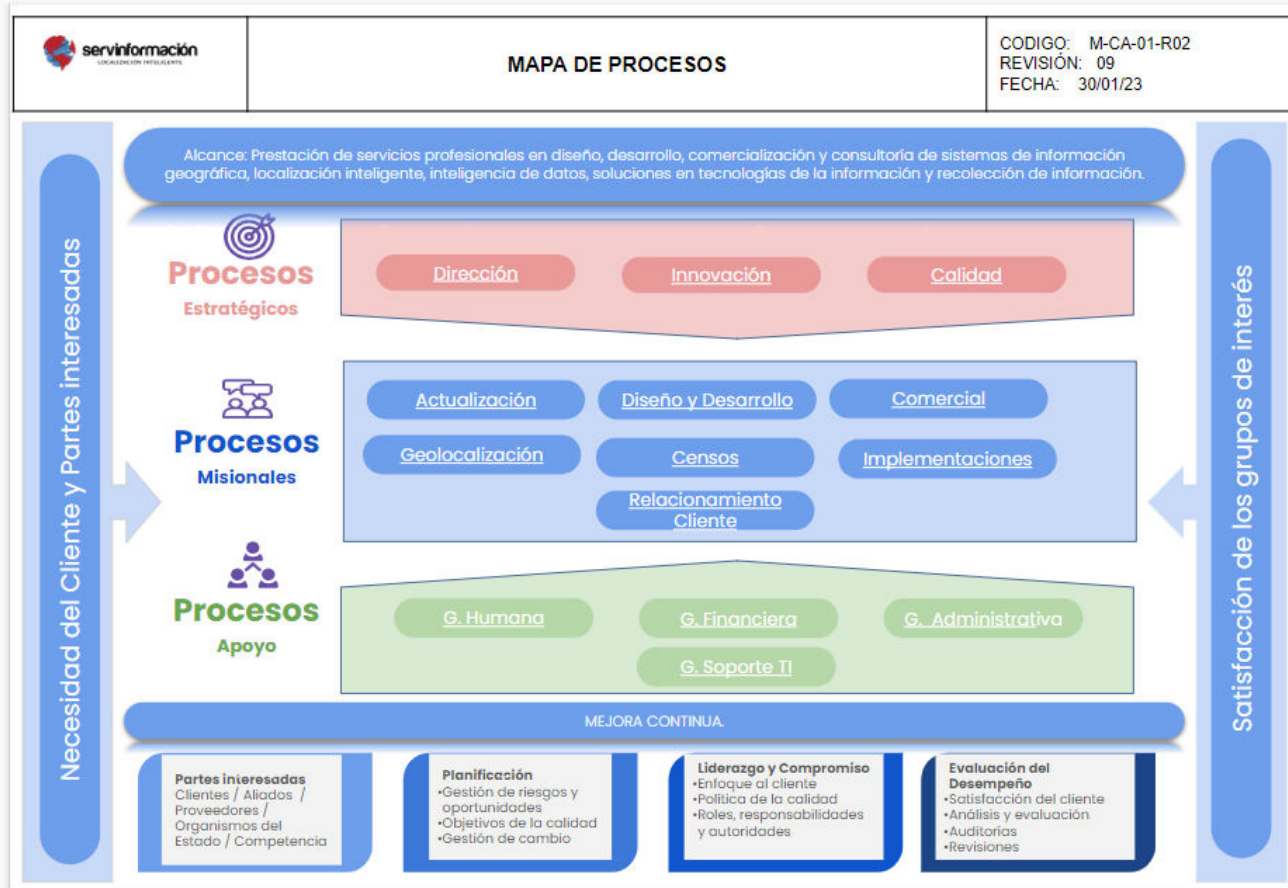 servinformación
LOCALIZACIÓN INTELIGENTE
MAPA DE PROCESOS
CODIGO: M-CA-01-R02
REVISIÓN: 09
FECHA: 30/01/23
Necesidad del Cliente y Partes interesadas
Alcance: Prestación de servicios profesionales en diseño, desarrollo, comercialización y consultoría de sistemas de información
geográfica, localización inteligente, inteligencia de datos, soluciones en tecnologías de la información y recolección de información.
Procesos
Estratégicos
Dirección
Innovación
Calidad
Procesos
Misionales
Actualización
Diseño y Desarrollo
Comercial
Geolocalización
Censos
Implementaciones
Relacionamiento
Cliente
Procesos
Apoyo
G. Humana
G. Financiera
G. Administrativa
G. Soporte TI
Satisfacción de los grupos de interés
MEJORA CONTINUA.
Partes interesadas
Clientes / Aliados /
Proveedores /
Organismos del
Estado / Competencia
Planificación
•Gestión de riesgos y
oportunidades
•Objetivos de la calidad
•Gestión de cambio
Liderazgo y Compromiso
•Enfoque al cliente
•Política de la calidad
•Roles, responsabilidades
y autoridades
Evaluación del
Desempeño
•Satisfacción del cliente
•Análisis y evaluación
•Auditorías
•Revisiones